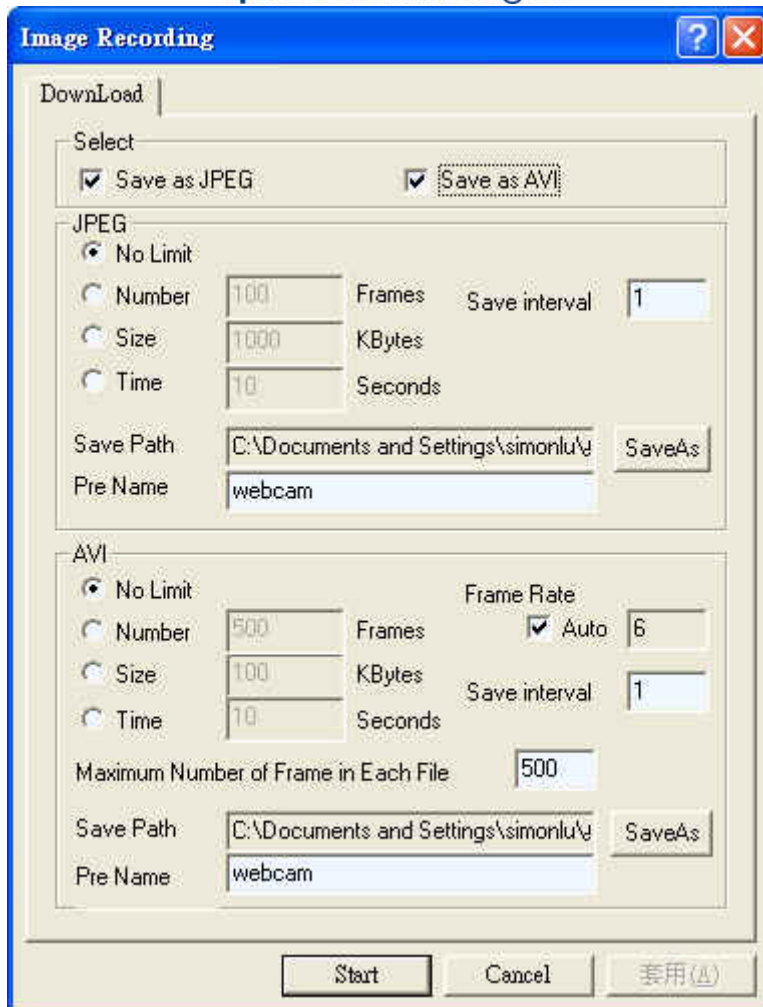 Image Recording
DownLoad
Select
Save as JPEG
Save as AVI
JPEG
No Limit
Number 100 Frames
Save interval 1
Size 1000 KBytes
Time 10 Seconds
Save Path C:\Documents and Settings\simonlu\ SaveAs
Pre Name webcam
AVI
No Limit
Frame Rate
Number 500 Frames
Auto 6
Size 100 KBytes
Save interval 1
Time 10 Seconds
Maximum Number of Frame in Each File 500
Save Path C:\Documents and Settings\simonlu\ SaveAs
Pre Name webcam
Start Cancel 套用(A)